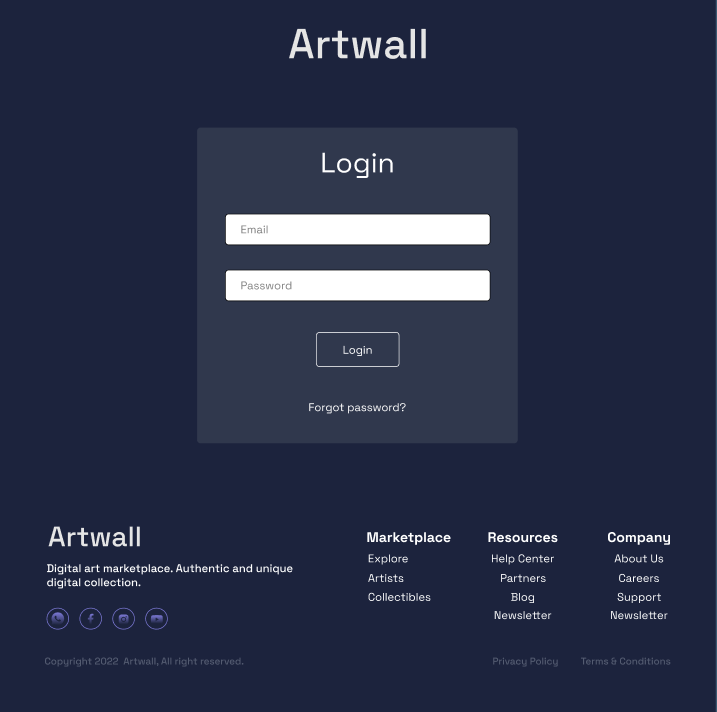 Artwall
Login
Email
Password
Login
Forgot password?
Artwall
Digital art marketplace. Authentic and unique
digital collection.
Marketplace
Explore
Artists
Collectibles
Resources
Help Center
Partners
Blog
Newsletter
Company
About Us
Careers
Support
Newsletter
Copyright 2022  Artwall, All right reserved.
Privacy Policy
Terms & Conditions